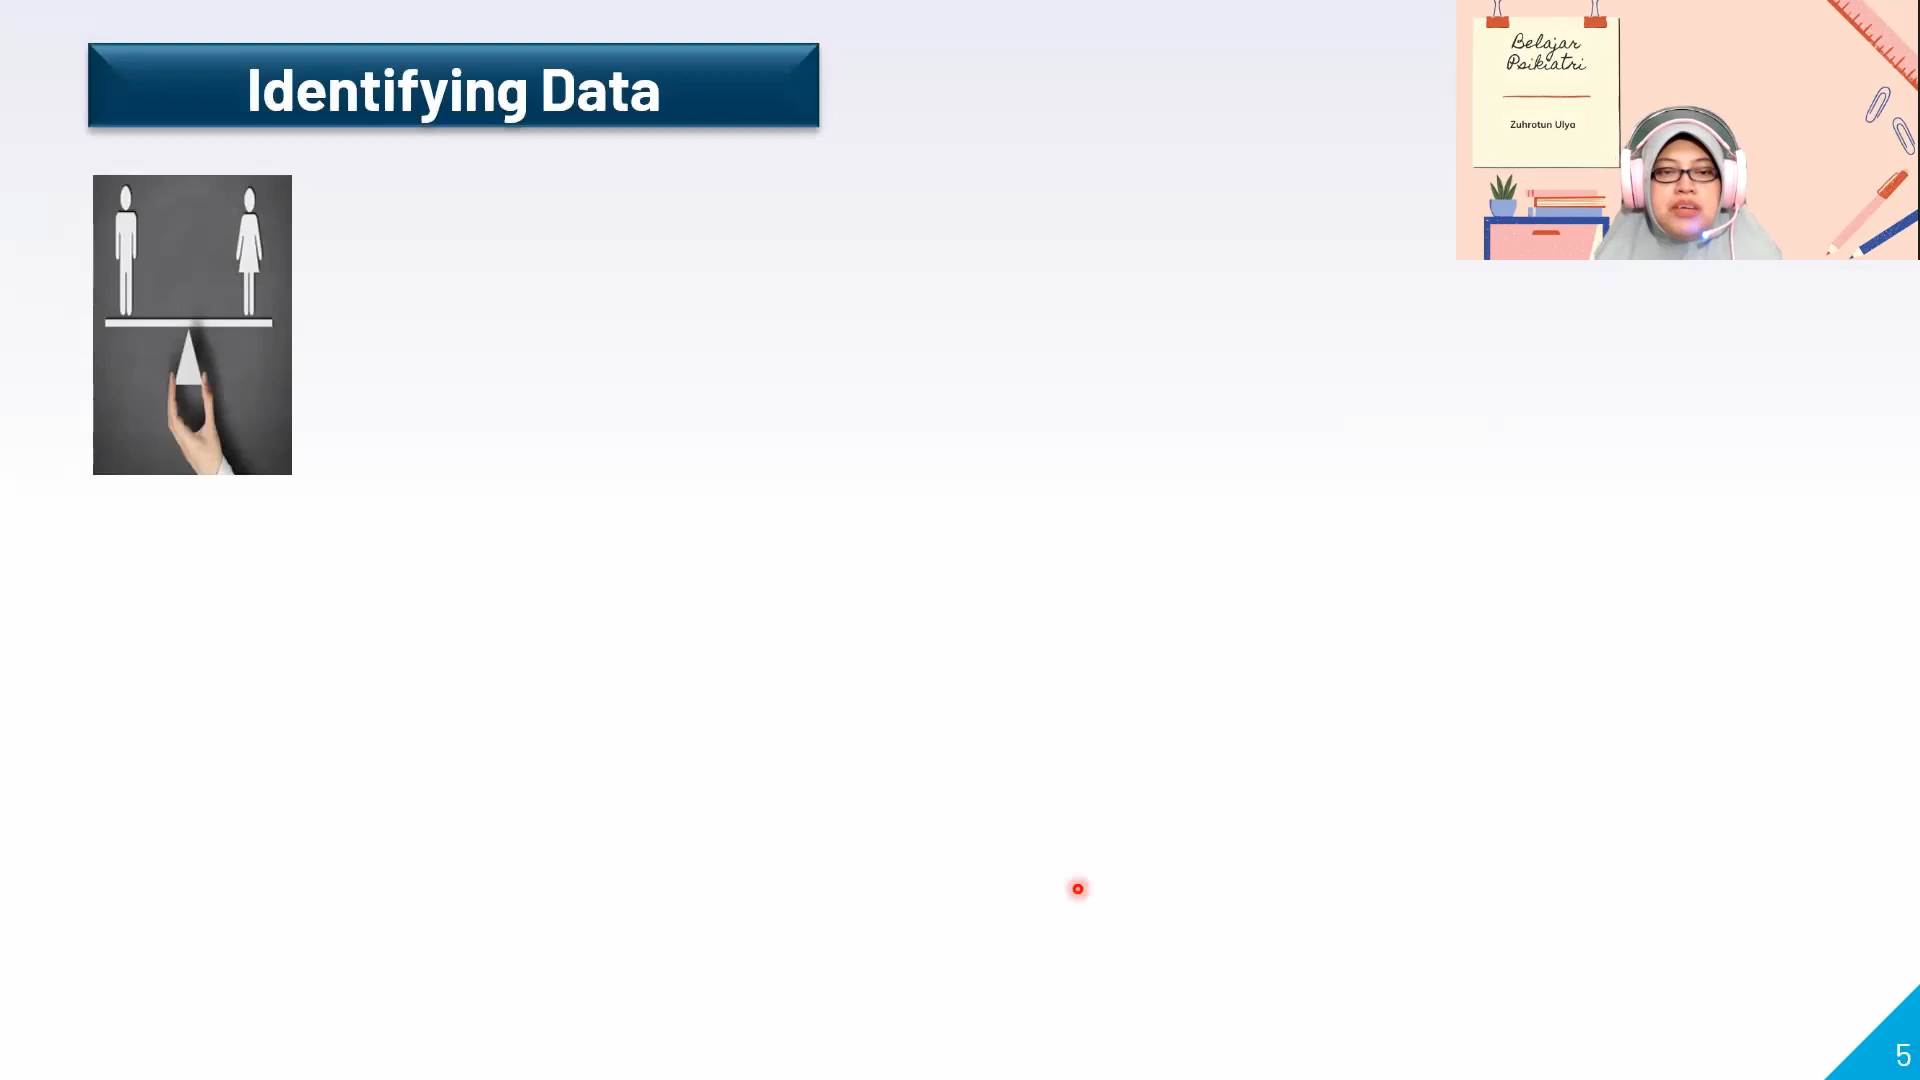 Identifying Data
Belajar
Psikiatri
Zuhrotun Ulya
5